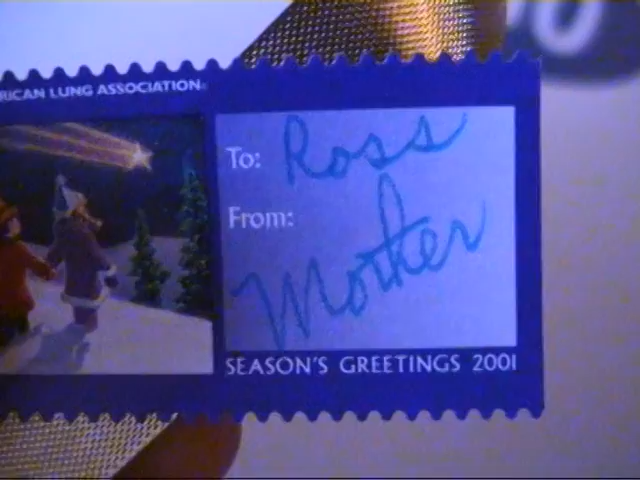 RICAN LUNG ASSOCIATION®
To: Ross
From:
Mother
SEASON'S GREETINGS 2001